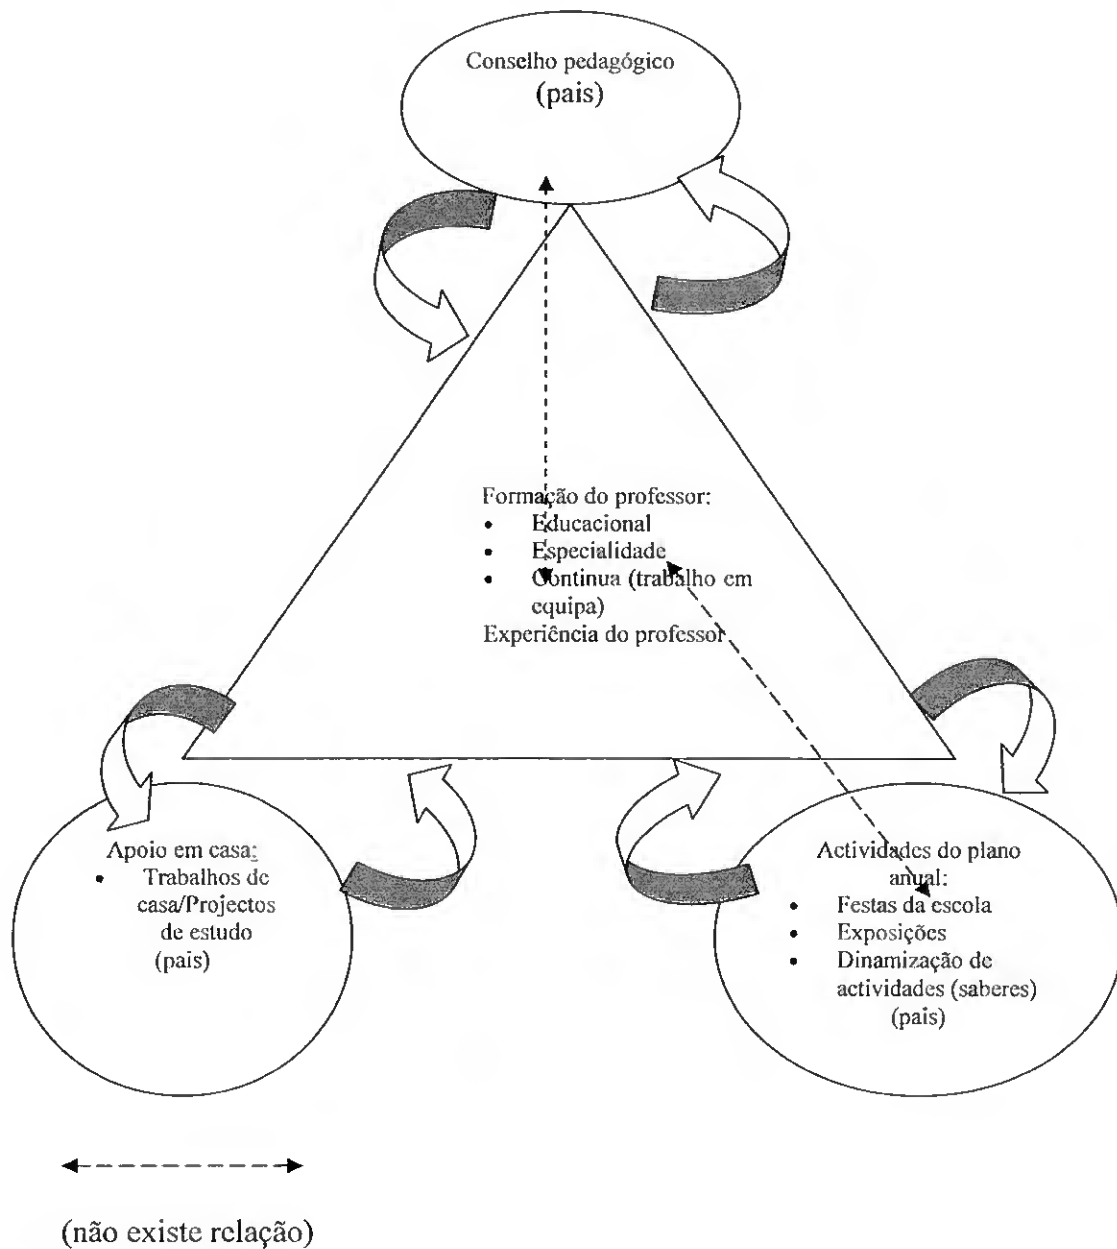 Conselho pedagógico
(pais)
Formação do professor:
• Educacional
• Especialidade
• Continua (trabalho em
equipa)
Experiência do professor
Apoio em casa:
• Trabalhos de
casa/Projectos
de estudo
(pais)
Actividades do plano
anual:
• Festas da escola
• Exposições
• Dinamização de
actividades (saberes)
(pais)
(não existe relação)